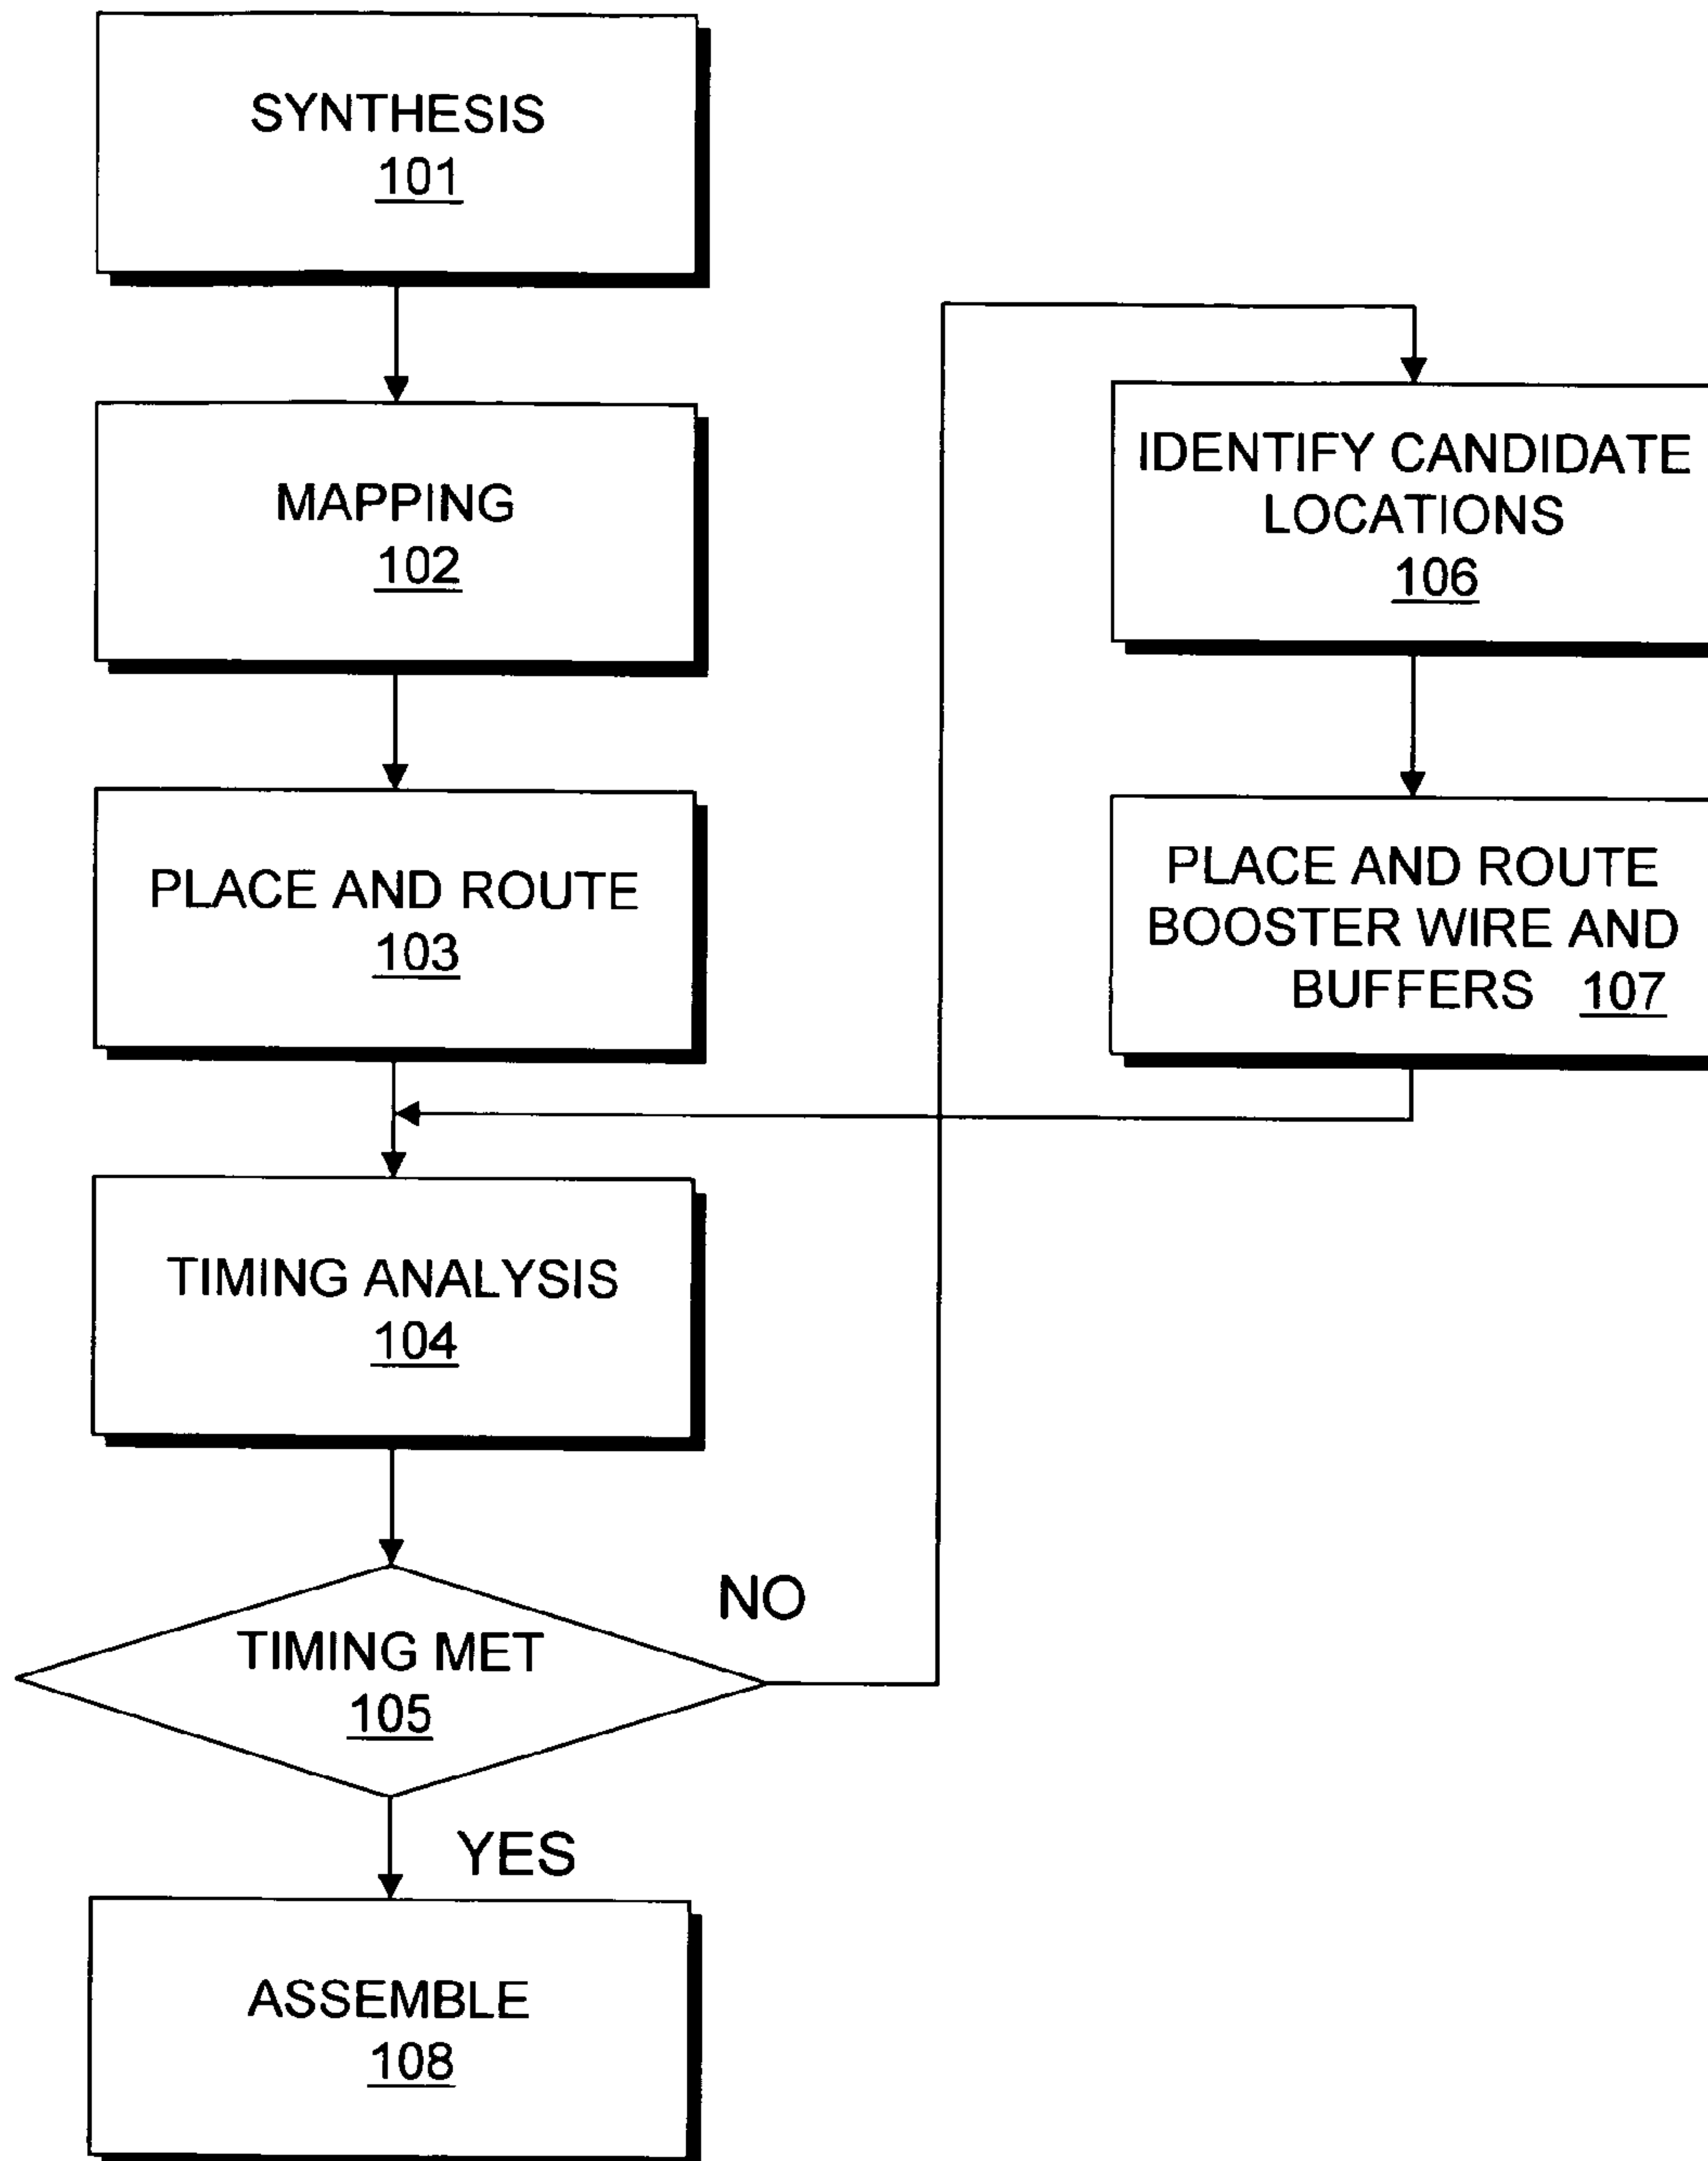 SYNTHESIS
101
MAPPING
102
PLACE AND ROUTE
103
TIMING ANALYSIS
104
TIMING MET
105
NO
YES
ASSEMBLE
108
IDENTIFY CANDIDATE
LOCATIONS
106
PLACE AND ROUTE
BOOSTER WIRE AND
BUFFERS 107